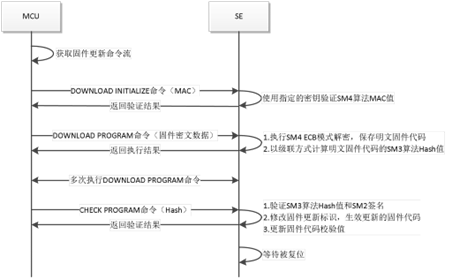 MCU
SE
获取固件更新命令流
DOWNLOAD INITIALIZE命令（MAC）
使用指定的密钥验证SM4算法MAC值
返回验证结果
DOWNLOAD PROGRAM命令（固件密文数据）
1.执行SM4 ECB模式解密，保存明文固件代码
2.以级联方式计算明文固件代码的SM3算法Hash值
返回执行结果
多次执行DOWNLOAD PROGRAM命令
CHECK PROGRAM命令（Hash）
1.验证SM3算法Hash值和SM2签名
2.修改固件更新标识，生效更新的固件代码
3.更新固件代码校验值
返回验证结果
等待被复位